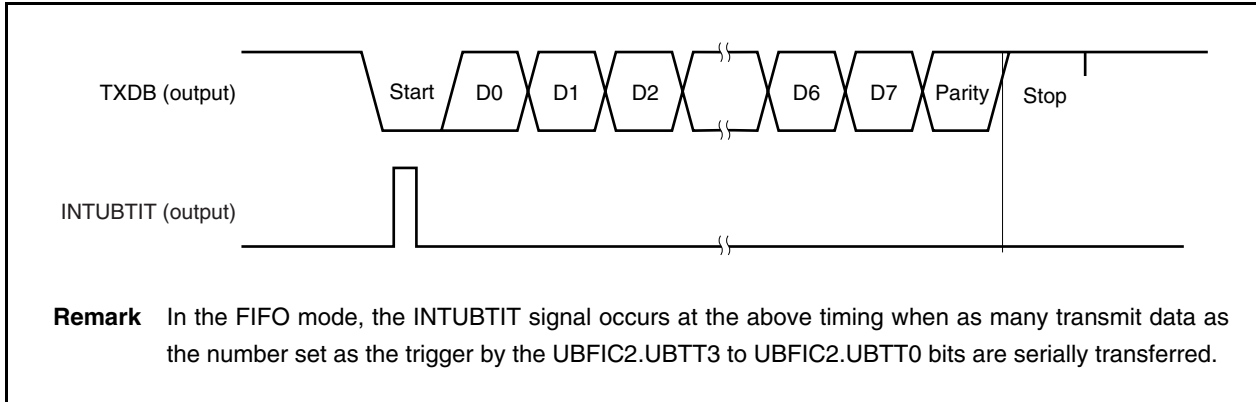 TXDB (output)
Start D0 D1 D2 D6 D7 Parity Stop
INTUBTIT (output)
Remark In the FIFO mode, the INTUBTIT signal occurs at the above timing when as many transmit data as
the number set as the trigger by the UBFIC2.UBTT3 to UBFIC2.UBTT0 bits are serially transferred.